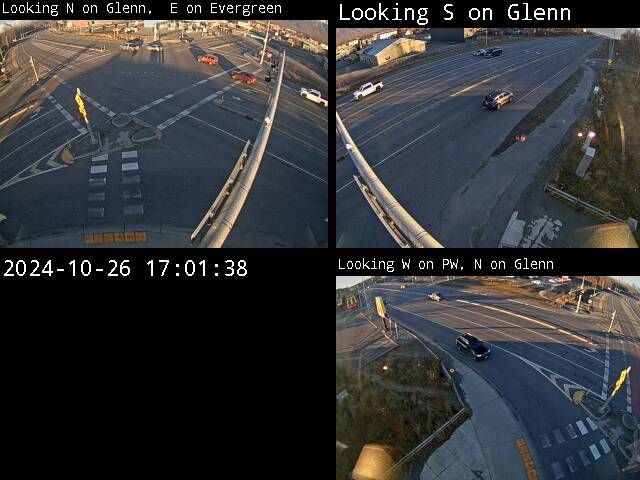 Looking N on Glenn,  E on Evergreen
Looking S on Glenn
2024-10-26 17:01:38
Looking W on PW, N on Glenn